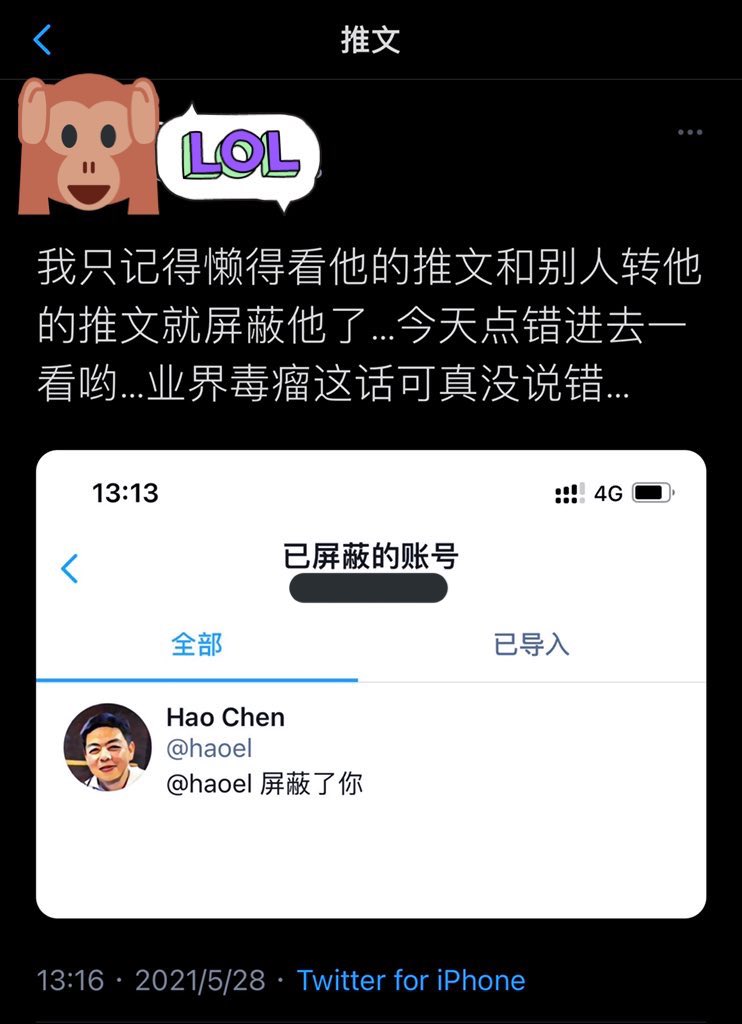 推文
LOL
我只记得懒得看他的推文和别人转他
的推文就屏蔽他了...今天点错进去一
看哟...业界毒瘤这话可真没说错...
13:13
4G
已屏蔽的账号
全部
已导入
Hao Chen
@haoel
@haoel 屏蔽了你
13:16 · 2021/5/28 · Twitter for iPhone